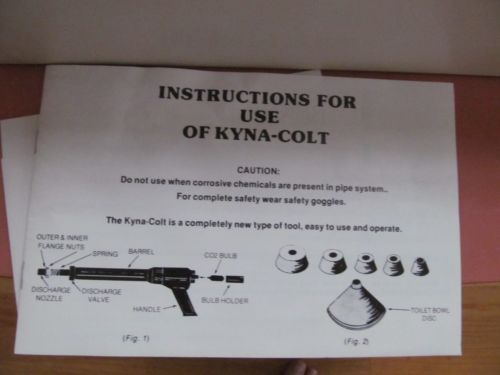 INSTRUCTIONS FOR
USE
OF KYNA-COLT
CAUTION:
Do not use when corrosive chemicals are present in pipe system..
For complete safety wear safety goggles.
The Kyna-Colt is a completely new type of tool, easy to use and operate.
OUTER & INNER
FLANGE NUTS
SPRING
BARREL
CO2 BULB
DISCHARGE
NOZZLE
DISCHARGE
VALVE
HANDLE
BULB HOLDER
TOILET BOWL
DISC
(Fig. 1)
(Fig. 2)